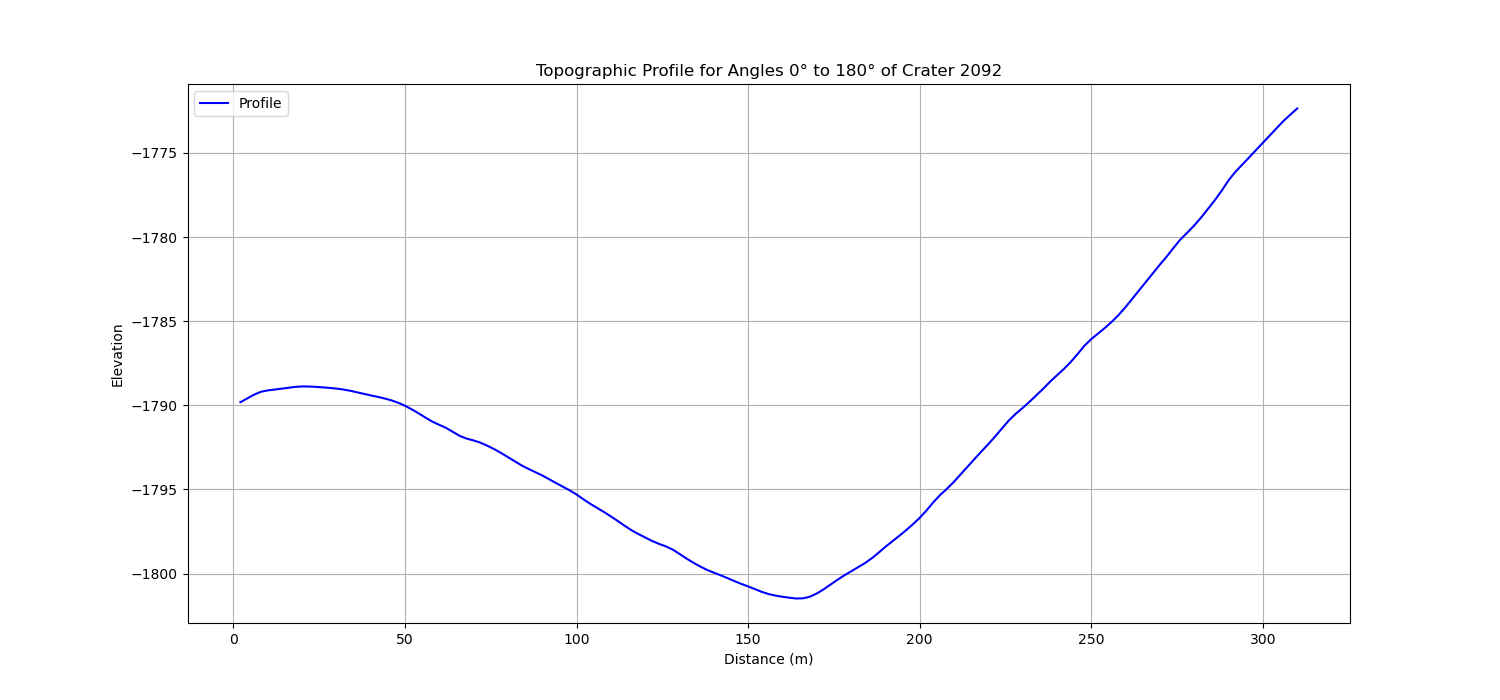 Topographic Profile for Angles 0° to 180° of Crater 2092
Profile
−1775
−1780
−1785
−1790
−1795
−1800
Elevation
0 50 100 150 200 250 300
Distance (m)